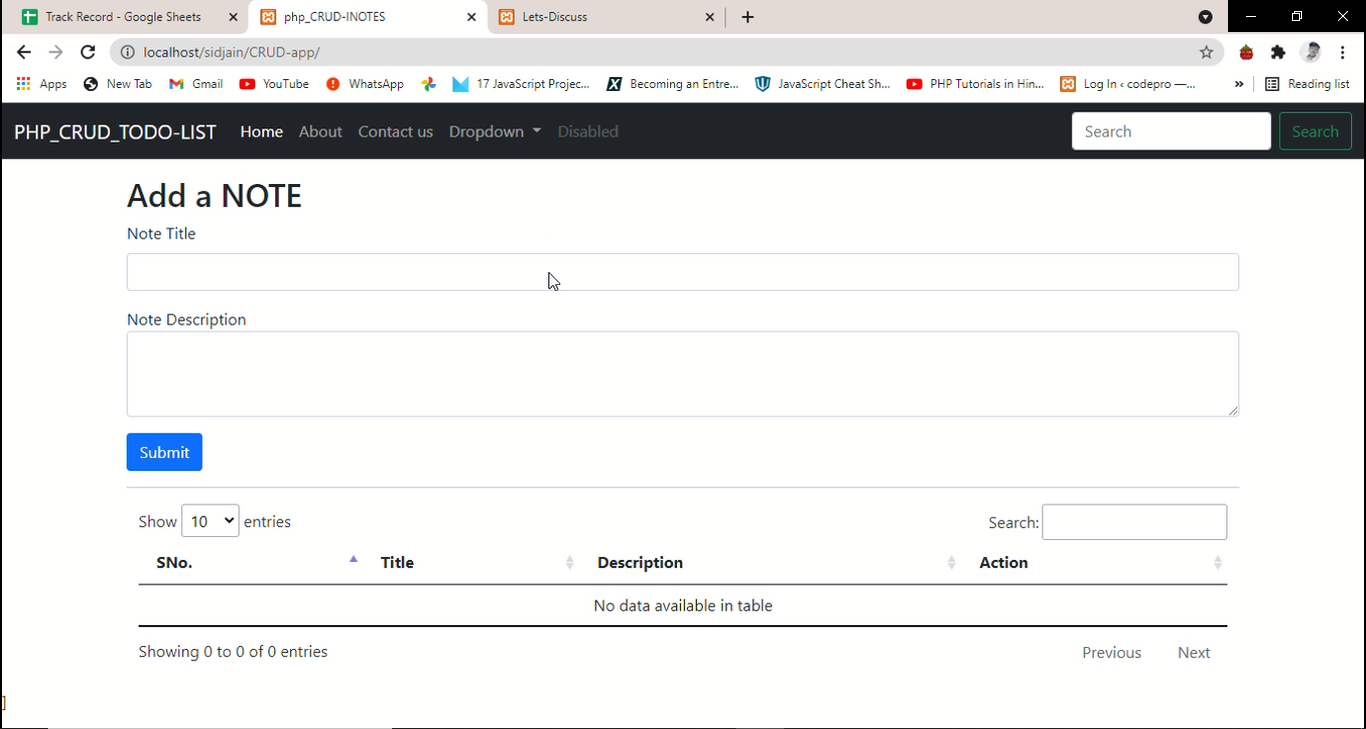 Track Record - Google Sheets
php_CRUD-INOTES
Lets-Discuss
localhost/sidjain/CRUD-app/
Apps
New Tab
Gmail
YouTube
WhatsApp
17 JavaScript Projec...
Becoming an Entre...
JavaScript Cheat Sh...
PHP Tutorials in Hin...
Log In ‹ codepro —...
»
Reading list
PHP_CRUD_TODO-LIST Home About Contact us Dropdown Disabled Search Search
Add a NOTE
Note Title
Note Description
Submit
Show 10 entries Search:
SNo. Title Description Action
No data available in table
Showing 0 to 0 of 0 entries Previous Next
]